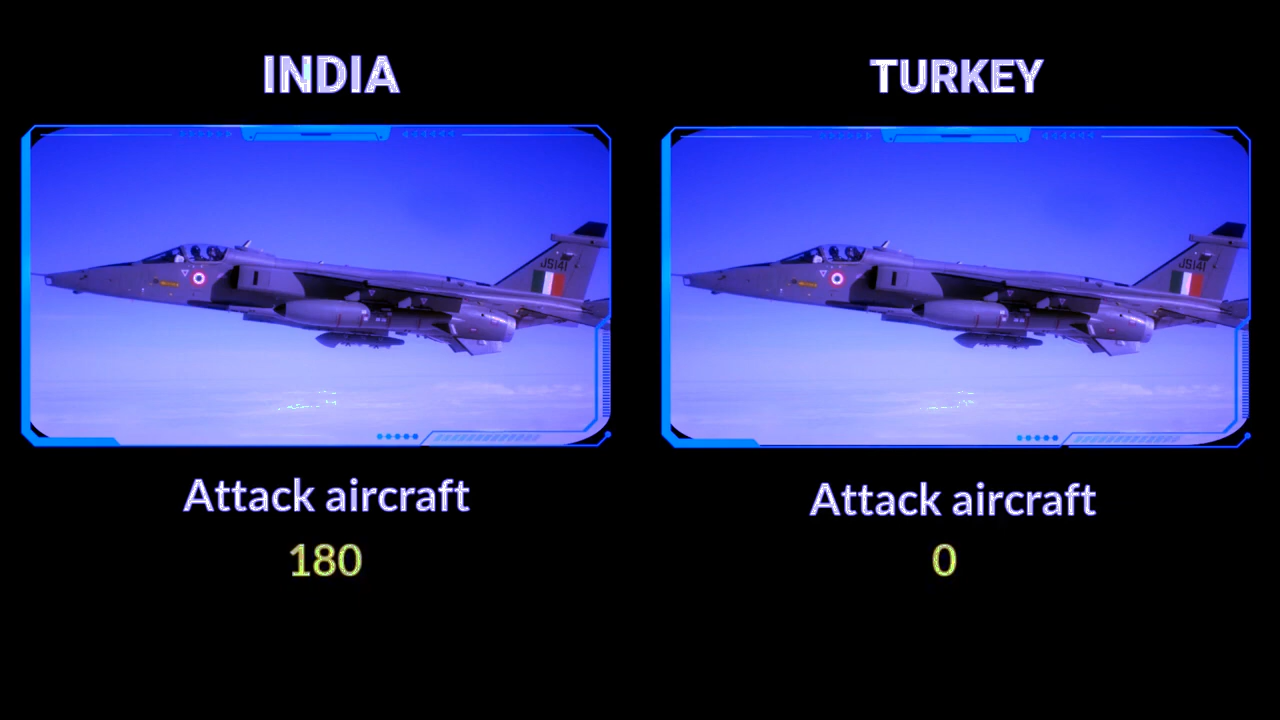 INDIA
TURKEY
JS141
JS141
Attack aircraft
Attack aircraft
180
0